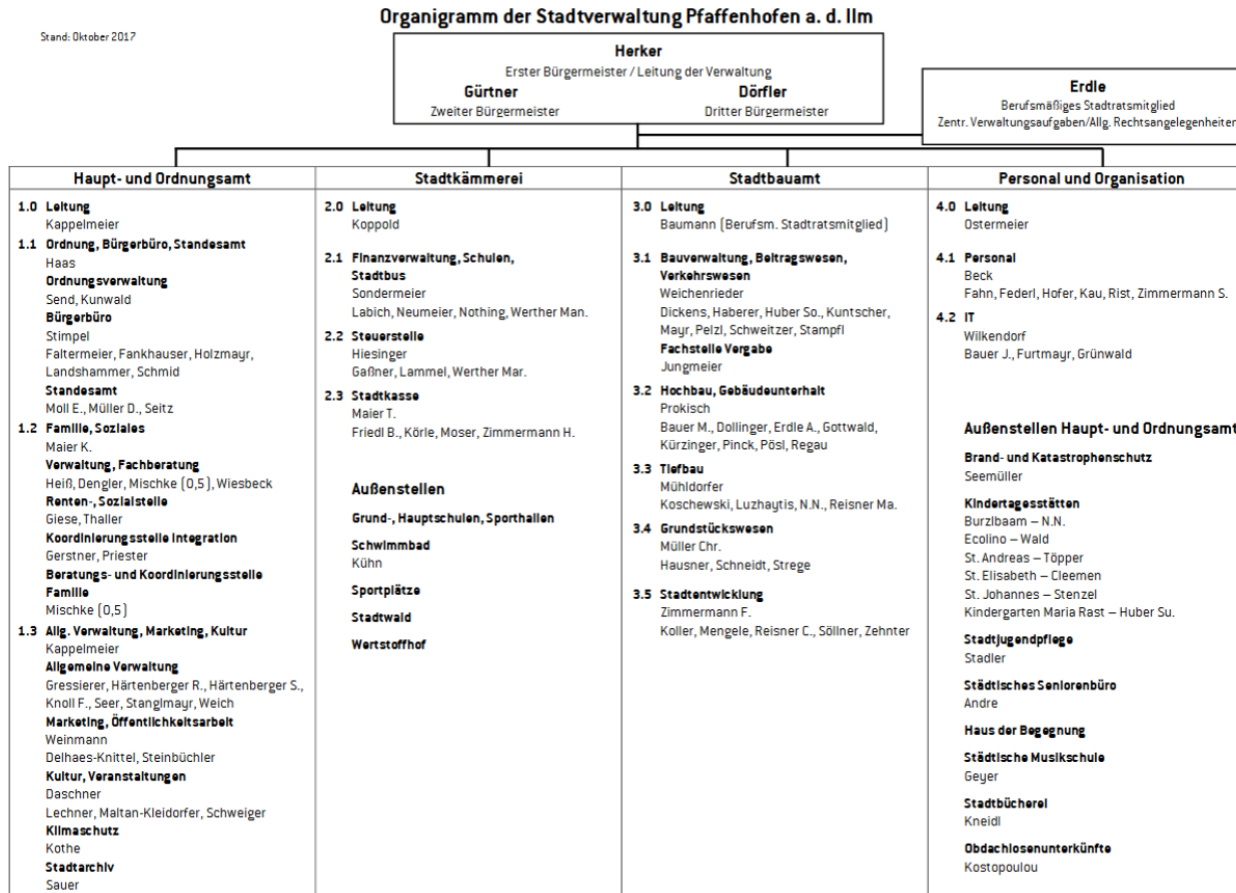 Organigramm der Stadtverwaltung Pfaffenhofen a. d. Ilm
Stand: Oktober 2017
Herker
Erster Bürgermeister / Leitung der Verwaltung
Gürtner Dörfler
Zweiter Bürgermeister Dritter Bürgermeister
Erdle
Berufsmäßiges Stadtratsmitglied
Zentr. Verwaltungsaufgaben/Allg. Rechtsangelegenheiten
Haupt- und Ordnungsamt
1.0 Leitung
Kappelmeier
1.1 Ordnung, Bürgerbüro, Standesamt
Haas
Ordnungsverwaltung
Send, Kunwald
Bürgerbüro
Stimpel
Faltermeier, Fankhauser, Holzmayr,
Landshammer, Schmid
Standesamt
Moll E., Müller D., Seitz
1.2 Familie, Soziales
Maier K.
Verwaltung, Fachberatung
Heiß, Dengler, Mischke (0,5), Wiesbeck
Renten-, Sozialstelle
Giese, Thaller
Koordinierungsstelle Integration
Gerstner, Priester
Beratungs- und Koordinierungsstelle
Familie
Mischke (0,5)
1.3 Allg. Verwaltung, Marketing, Kultur
Kappelmeier
Allgemeine Verwaltung
Gressierer, Härtenberger R., Härtenberger S.,
Knoll F., Seer, Stanglmayr, Weich
Marketing, Öffentlichkeitsarbeit
Weinmann
Delhaes-Knittel, Steinbüchler
Kultur, Veranstaltungen
Daschner
Lechner, Maltan-Kleidorfer, Schweiger
Klimaschutz
Kothe
Stadtarchiv
Sauer
Stadtkämmerei
2.0 Leitung
Koppold
2.1 Finanzverwaltung, Schulen,
Stadtbus
Sondermeier
Labich, Neumeier, Nothing, Werther Man.
2.2 Steuerstelle
Hiesinger
Gaßner, Lammel, Werther Mar.
2.3 Stadtkasse
Maier T.
Friedl B., Körle, Moser, Zimmermann H.
Außenstellen
Grund-, Hauptschulen, Sporthallen
Schwimmbad
Kühn
Sportplätze
Stadtwald
Wertstoffhof
Stadtbauamt
3.0 Leitung
Baumann (Berufsm. Stadtratsmitglied)
3.1 Bauverwaltung, Beitragswesen,
Verkehrswesen
Weichenrieder
Dickens, Haberer, Huber So., Kuntscher,
Mayr, Pelzl, Schweitzer, Stampfl
Fachstelle Vergabe
Jungmeier
3.2 Hochbau, Gebäudeunterhalt
Prokisch
Bauer M., Dollinger, Erdle A., Gottwald,
Kürzinger, Pinck, Pösl, Regau
3.3 Tiefbau
Mühldorfer
Koschewski, Luzhaytis, N.N., Reisner Ma.
3.4 Grundstückswesen
Müller Chr.
Hausner, Schneidt, Strege
3.5 Stadtentwicklung
Zimmermann F.
Koller, Mengele, Reisner C., Söllner, Zehnter
Personal und Organisation
4.0 Leitung
Ostermeier
4.1 Personal
Beck
Fahn, Federl, Hofer, Kau, Rist, Zimmermann S.
4.2 IT
Wilkendorf
Bauer J., Furtmayr, Grünwald
Außenstellen Haupt- und Ordnungsamt
Brand- und Katastrophenschutz
Seemüller
Kindertagesstätten
Burzlbaam – N.N.
Ecolino – Wald
St. Andreas – Töpper
St. Elisabeth – Cleemen
St. Johannes – Stenzel
Kindergarten Maria Rast – Huber Su.
Stadtjugendpflege
Stadler
Städtisches Seniorenbüro
Andre
Haus der Begegnung
Städtische Musikschule
Geyer
Stadtbücherei
Kneidl
Obdachlosenunterkünfte
Kostopoulou